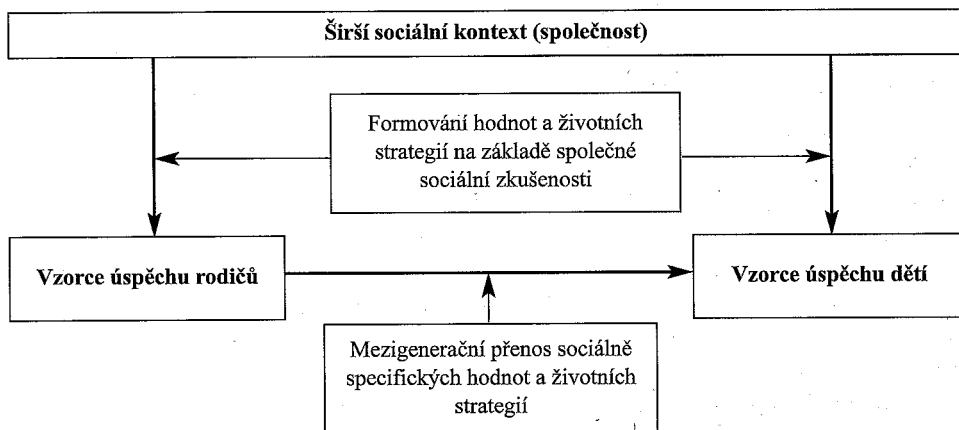 Širší sociální kontext (společnost)
Formování hodnot a životních
strategií na základě společné
sociální zkušenosti
Vzorce úspěchu rodičů
Vzorce úspěchu dětí
Mezigenerační přenos sociálně
specifických hodnot a životních
strategií